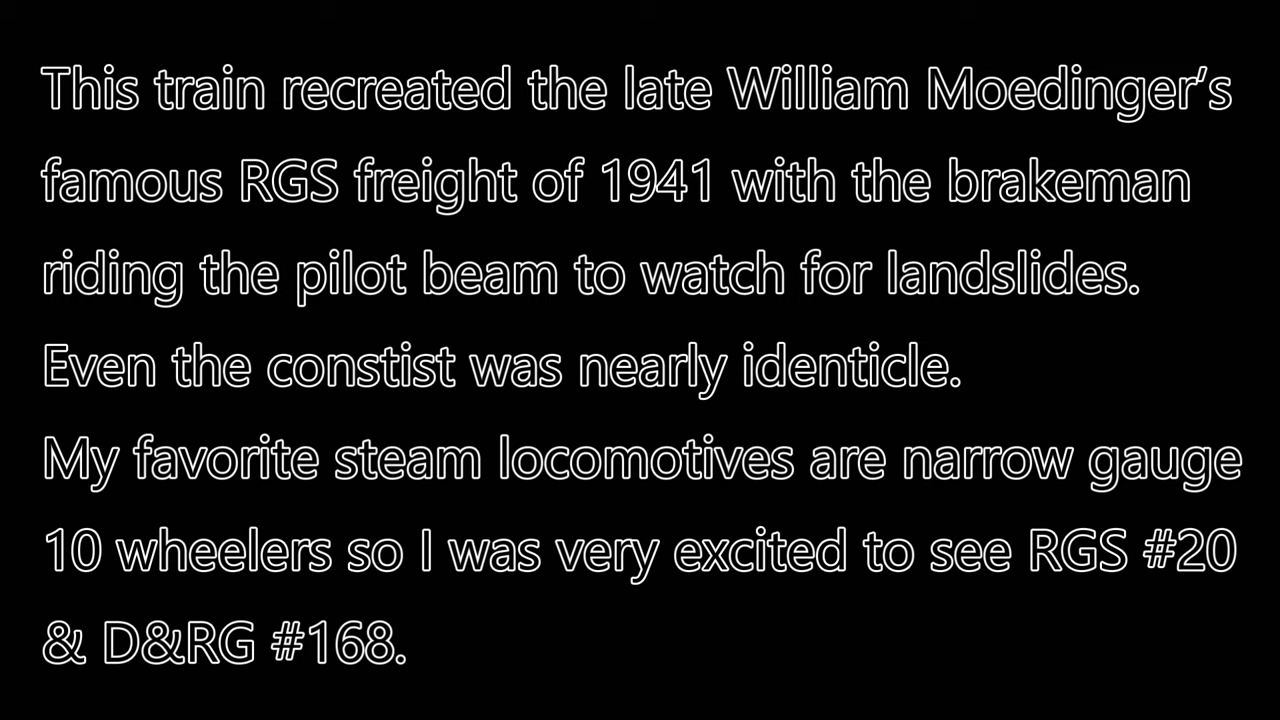 This train recreated the late William Moedinger's
famous RGS freight of 1941 with the brakeman
riding the pilot beam to watch for landslides.
Even the constist was nearly identicle.
My favorite steam locomotives are narrow gauge
10 wheelers so I was very excited to see RGS #20
& D&RG #168.